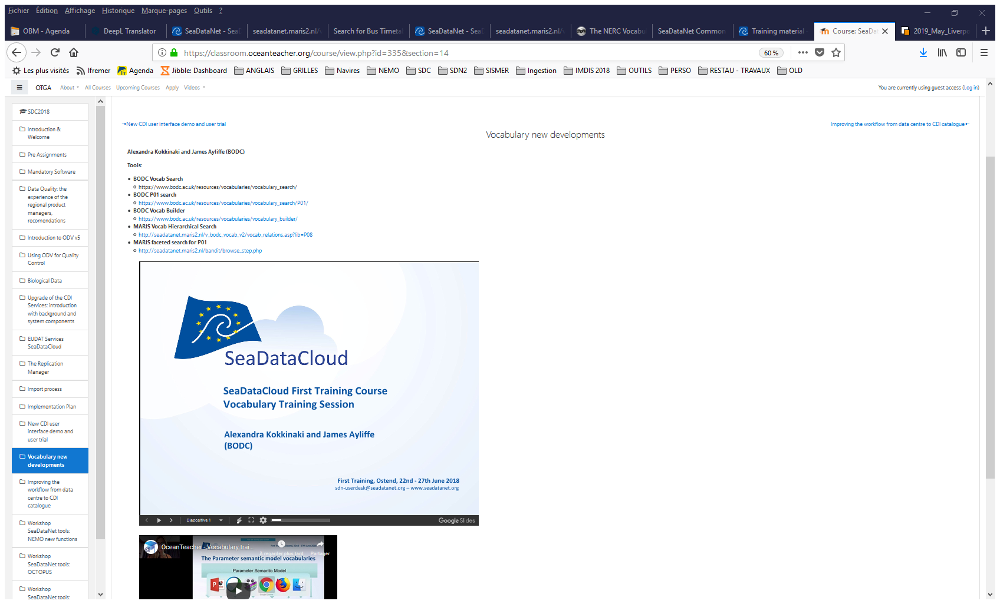 Fichier Édition Affichage Historique Marque-pages Outils ?
OBM - Agenda
DeepL Translator
SeaDataNet - Sea
seadatanet.maris2.nl/
Search for Bus Timeta
SeaDataNet - Sea
seadatanet.maris2.nl/
The NERC Vocabu
SeaDataNet Common
Training material
Course: SeaDa
2019_May_Liverpo
https://classroom.oceanteacher.org/course/view.php?id=335&section=14
60 %
Les plus visités Ifremer Agenda Jibble: Dashboard ANGLAIS GRILLES Navires NEMO SDC SDN2 SISMER Ingestion IMDIS 2018 OUTILS PERSO RESTAU - TRAVAUX OLD
OTGA About All Courses Upcoming Courses Apply Videos
You are currently using guest access (Log in)
SDC2018
Introduction &
Welcome
Pre Assignments
Mandatory Software
Data Quality: the
experience of the
regional product
managers,
recomendations
Introduction to ODV v5
Using ODV for Quality
Control
Biological Data
Upgrade of the CDI
Services: introduction
with background and
system components
EUDAT Services
SeaDataCloud
The Replication
Manager
Import process
Implementation Plan
New CDI user
interface demo and
user trial
Vocabulary new
developments
Improving the
workflow from data
centre to CDI
catalogue
Workshop
SeaDataNet tools:
NEMO new functions
Workshop
SeaDataNet tools:
OCTOPUS
Workshop
SeaDataNet tools:
→New CDI user interface demo and user trial
Improving the workflow from data centre to CDI catalogue←
Vocabulary new developments
Alexandra Kokkinaki and James Ayliffe (BODC)
Tools:
BODC Vocab Search
https://www.bodc.ac.uk/resources/vocabularies/vocabulary_search/
BODC P01 search
https://www.bodc.ac.uk/resources/vocabularies/vocabulary_search/P01/
BODC Vocab Builder
https://www.bodc.ac.uk/resources/vocabularies/vocabulary_builder/
MARIS Vocab Hierarchical Search
http://seadatanet.maris2.nl/v_bodc_vocab_v2/vocab_relations.asp?lib=P08
MARIS faceted search for P01
http://seadatanet.maris2.nl/bandit/browse_step.php
SeaDataCloud
SeaDataCloud First Training Course
Vocabulary Training Session
Alexandra Kokkinaki and James Ayliffe
(BODC)
First Training, Ostend, 22nd - 27th June 2018
sdn-userdesk@seadatanet.org – www.seadatanet.org
Diapositive 1
Google Slides
OceanTeacher - Vocabulary trai...
À regarder plus tard
Partager
The Parameter semantic model vocabularies
Parameter Semantic Model